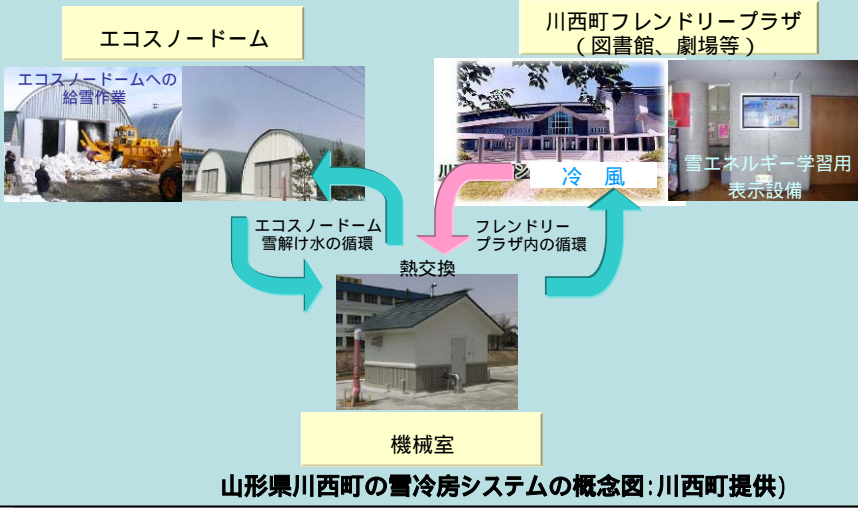 エコスノードーム
川西町フレンドリープラザ
（図書館、劇場等）
エコスノードームへの
給雪作業
川
シ
冷 風
雪エネルギー学習用
表示設備
エコスノードーム
雪解け水の循環
フレンドリー
プラザ内の循環
熱交換
機械室
山形県川西町の雪冷房システムの概念図:川西町提供)